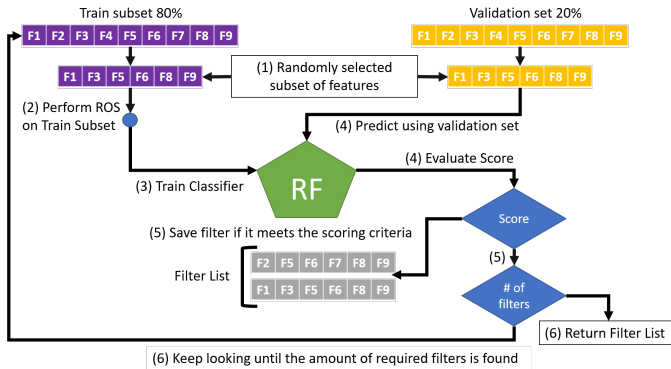 Train subset 80%
Validation set 20%
F1 F2 F3 F4 F5 F6 F7 F8 F9
F1 F2 F3 F4 F5 F6 F7 F8 F9
F1 F3 F5 F6 F8 F9
(1) Randomly selected
subset of features
F1 F3 F5 F6 F8 F9
(2) Perform ROS
on Train Subset
(4) Predict using validation set
(3) Train Classifier
RF
(4) Evaluate Score
Score
(5) Save filter if it meets the scoring criteria
Filter List
F2 F5 F6 F7 F8 F9
F1 F3 F5 F6 F8 F9
(5)
# of
filters
(6) Return Filter List
(6) Keep looking until the amount of required filters is found